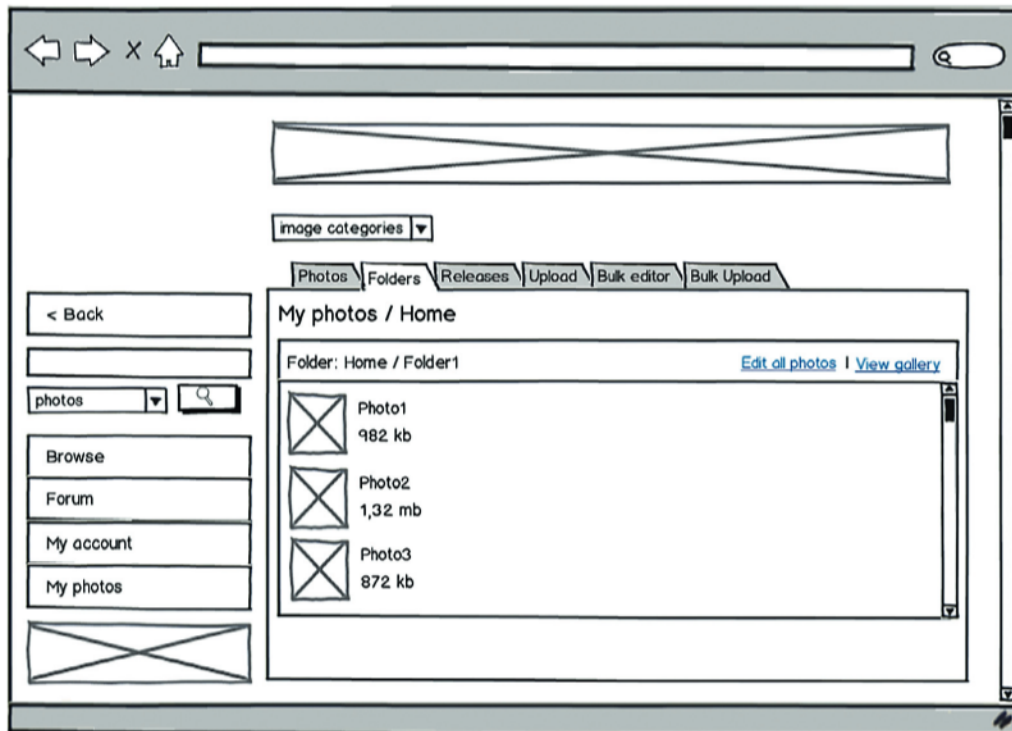 image categories
Photos Folders Releases Upload Bulk editor Bulk Upload
< Back
photos
Browse
Forum
My account
My photos
My photos / Home
Folder: Home / Folder1 Edit all photos | View gallery
Photo1
982 kb
Photo2
1,32 mb
Photo3
872 kb